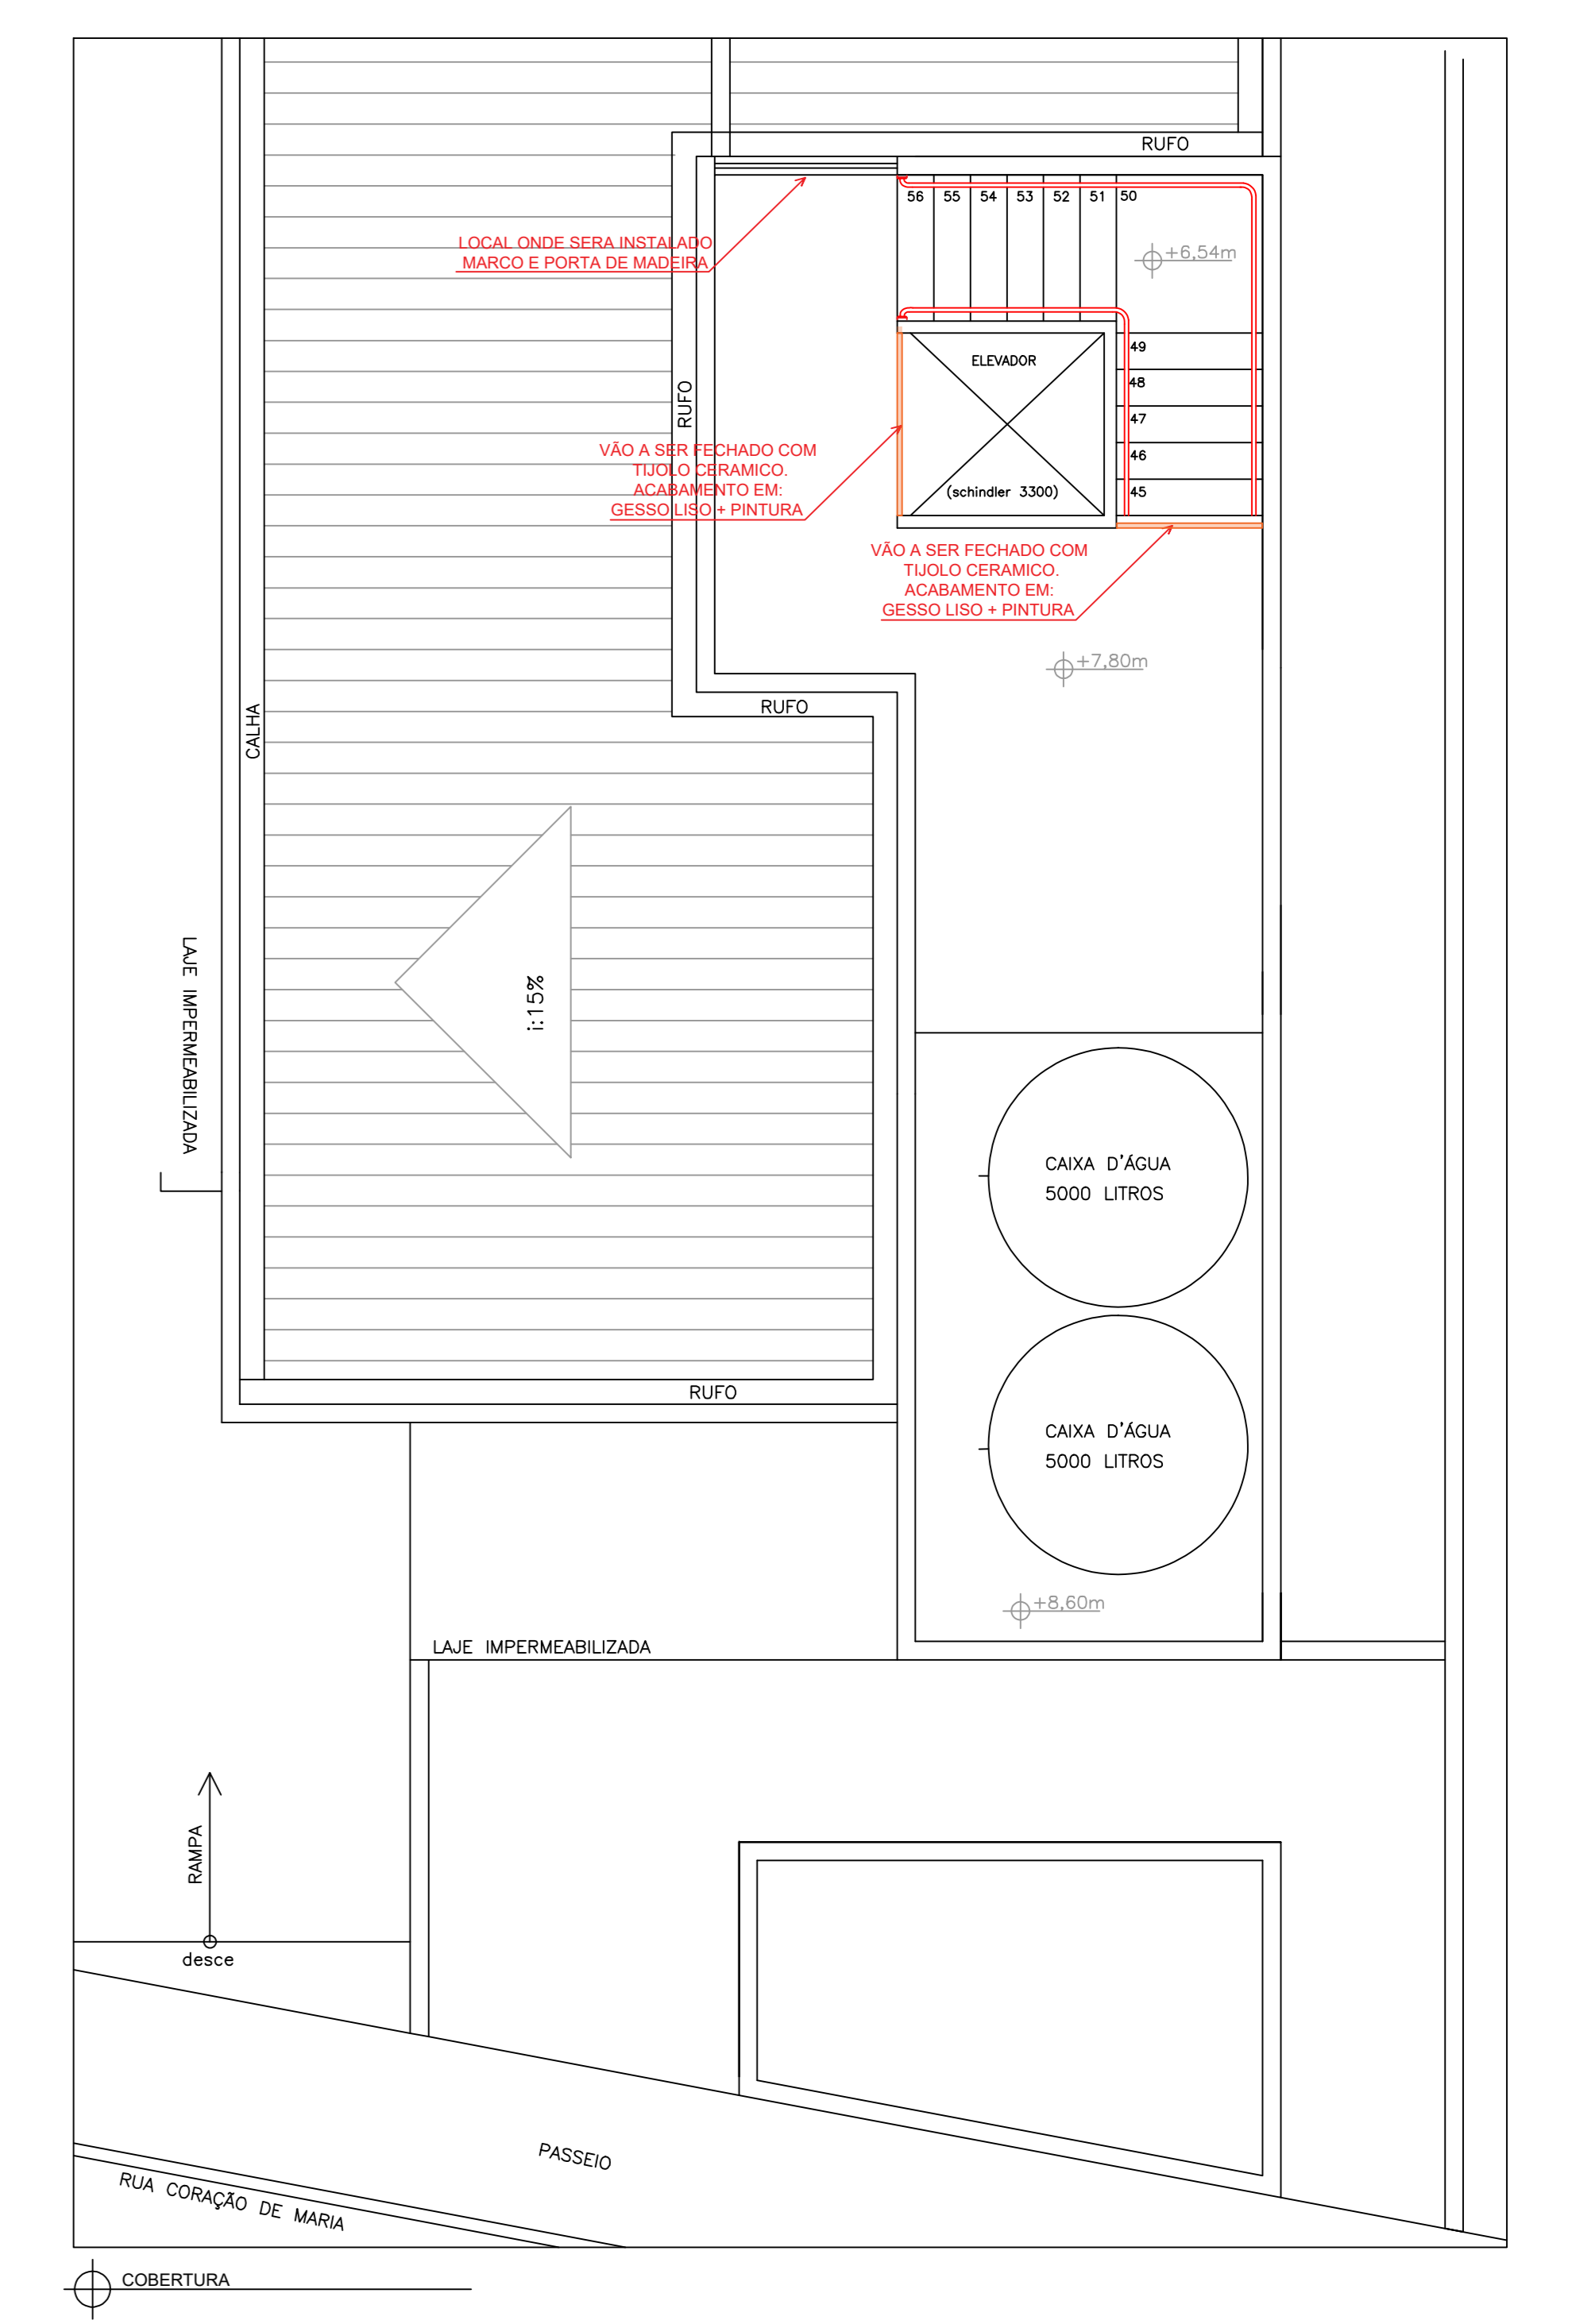 RUFO
56 55 54 53 52 51 50
LOCAL ONDE SERA INSTALADO
MARCO E PORTA DE MADEIRA
+6,54m
49
ELEVADOR
48
RUFO
47
VÃO A SER FECHADO COM
TIJOLO CERAMICO.
ACABAMENTO EM:
GESSO LISO + PINTURA
46
(schindler 3300)
45
VÃO A SER FECHADO COM
TIJOLO CERAMICO.
ACABAMENTO EM:
GESSO LISO + PINTURA
+7,80m
RUFO
CALHA
LAJE IMPERMEABILIZADA
i:15%
CAIXA D'ÁGUA
5000 LITROS
RUFO
CAIXA D'ÁGUA
5000 LITROS
+8,60m
LAJE IMPERMEABILIZADA
RAMPA
desce
PASSEIO
RUA CORAÇÃO DE MARIA
COBERTURA